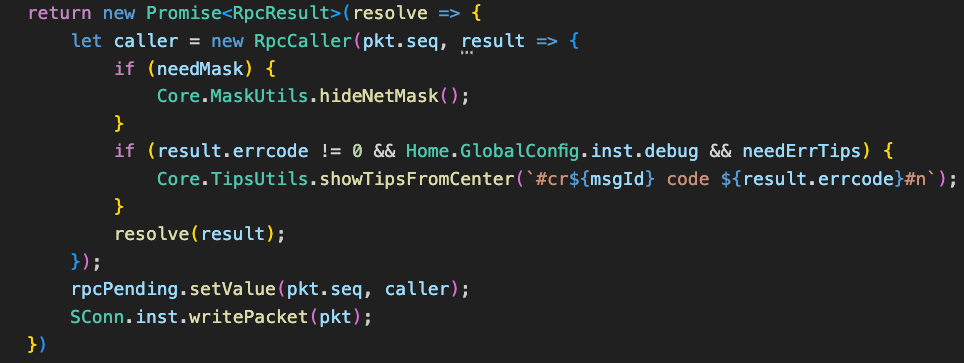 return new Promise<RpcResult>(resolve => {
    let caller = new RpcCaller(pkt.seq, result => {
        if (needMask) {
            Core.MaskUtils.hideNetMask();
        }
        if (result.errcode != 0 && Home.GlobalConfig.inst.debug && needErrTips) {
            Core.TipsUtils.showTipsFromCenter(`#cr${msgId} code ${result.errcode}#n`);
        }
        resolve(result);
    });
    rpcPending.setValue(pkt.seq, caller);
    SConn.inst.writePacket(pkt);
})